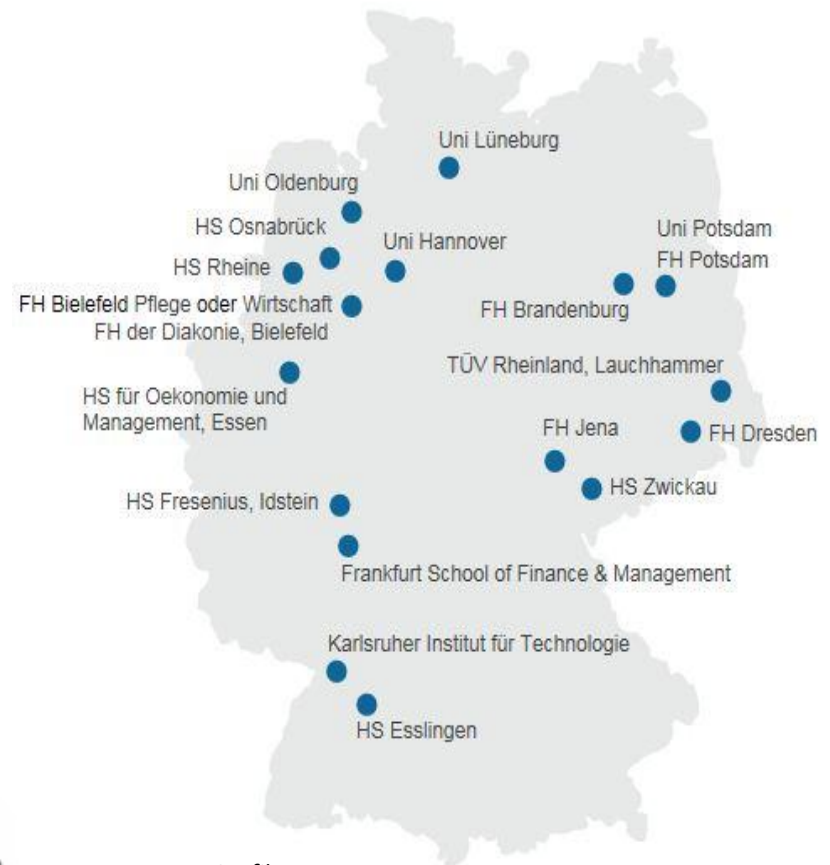 Uni Lüneburg
Uni Oldenburg
HS Osnabrück
Uni Hannover
Uni Potsdam
FH Potsdam
HS Rheine
FH Bielefeld Pflege oder Wirtschaft
FH der Diakonie, Bielefeld
FH Brandenburg
TÜV Rheinland, Lauchhammer
HS für Oekonomie und
Management, Essen
FH Jena
FH Dresden
HS Zwickau
HS Fresenius, Idstein
Frankfurt School of Finance & Management
Karlsruher Institut für Technologie
HS Esslingen